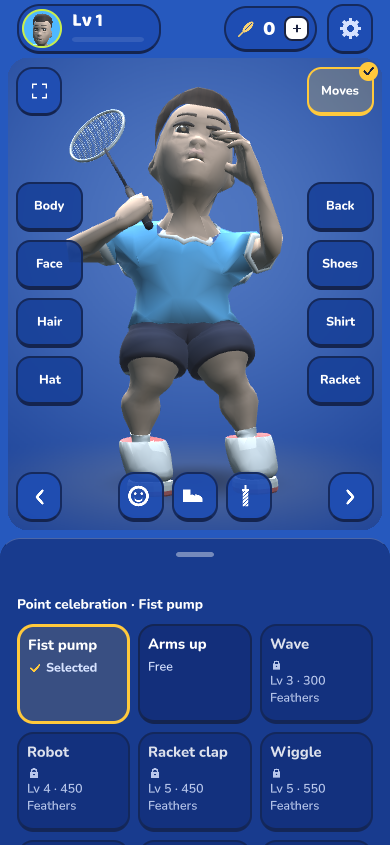 Lv 1
0
+
Moves
Body
Back
Face
Shoes
Hair
Shirt
Hat
Racket
Point celebration · Fist pump
Fist pump
Selected
Arms up
Free
Wave
Lv 3 · 300
Feathers
Robot
Lv 4 · 450
Feathers
Racket clap
Lv 5 · 450
Feathers
Wiggle
Lv 5 · 550
Feathers